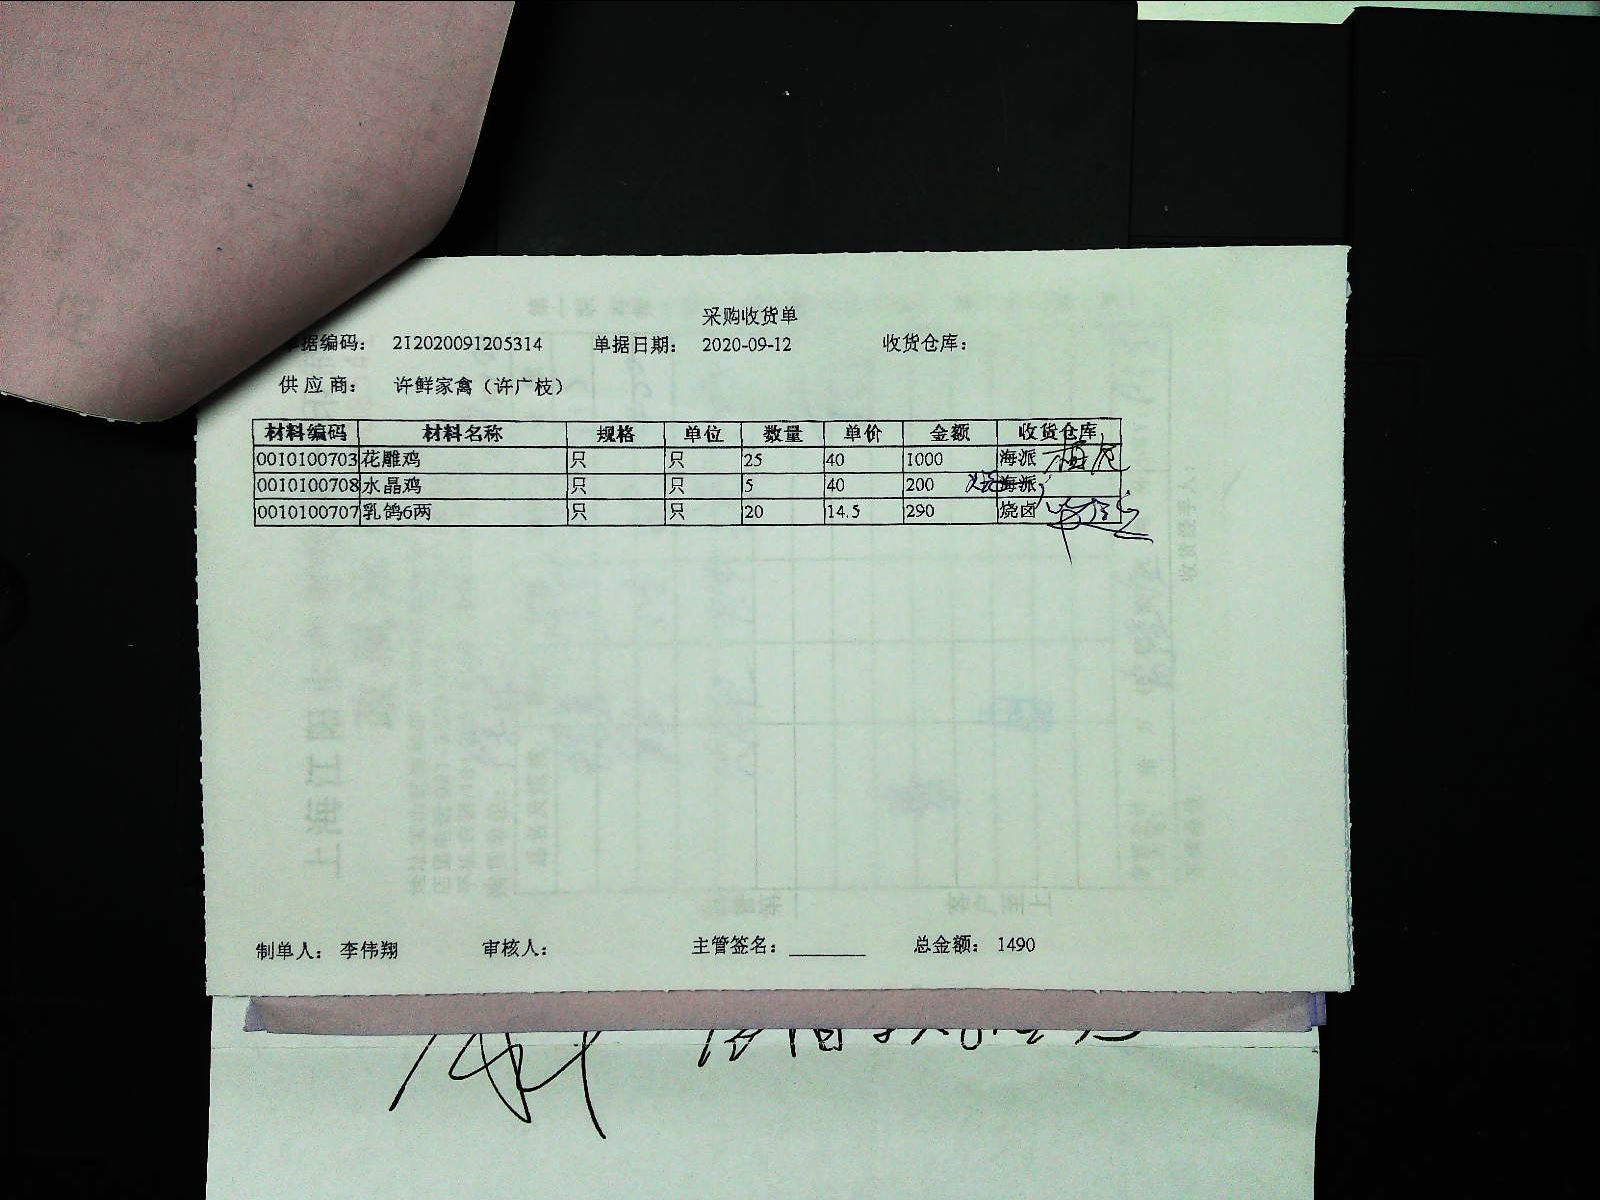 采购收货单
据编码： 212020091205314 单据日期： 2020-09-12 收货仓库：
供应商： 许鲜家禽（许广枝）
材料编码 材料名称 规格 单位 数量 单价 金额 收货仓库
0010100703 花雕鸡 只 只 25 40 1000 海派
0010100708 水晶鸡 只 只 5 40 200 海派
0010100707 乳鸽6两 只 只 20 14.5 290 烧卤
制单人： 李伟翔 审核人： 主管签名： 总金额： 1490